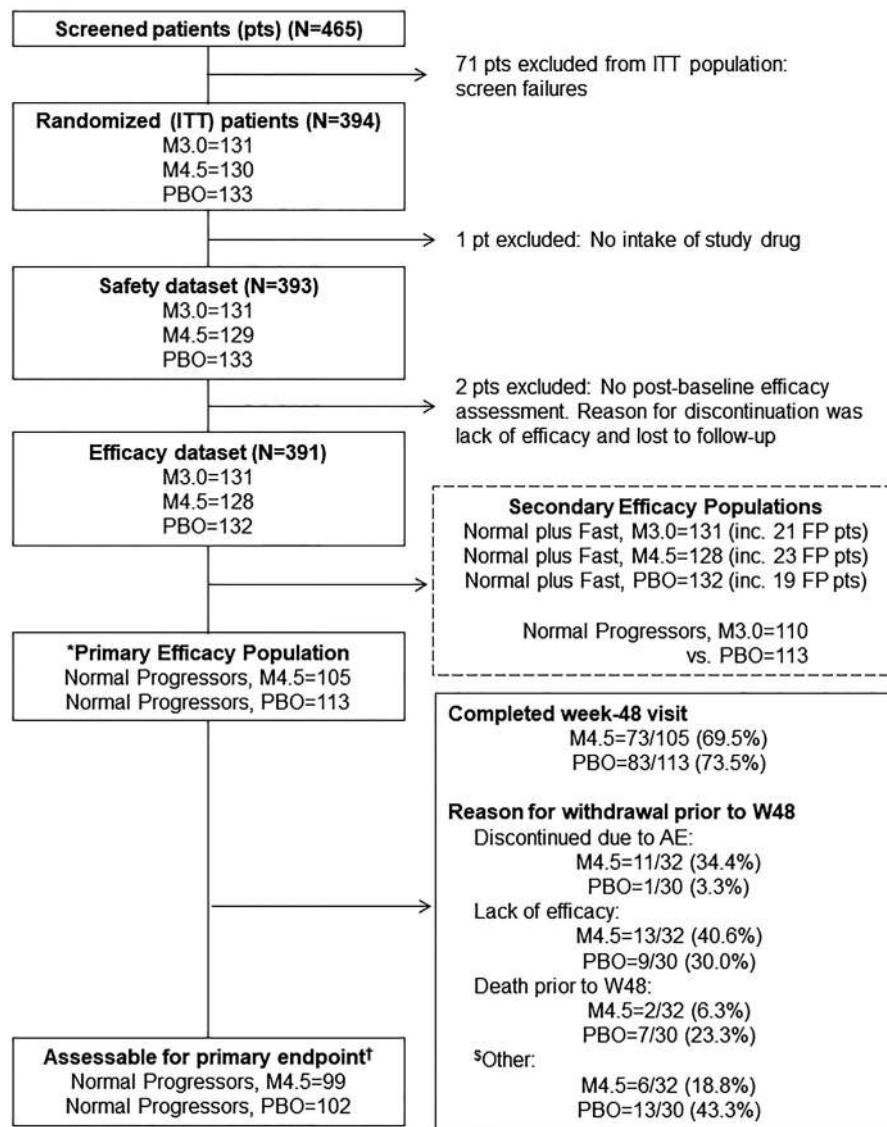 Screened patients (pts) (N=465)
71 pts excluded from ITT population:
screen failures
Randomized (ITT) patients (N=394)
M3.0=131
M4.5=130
PBO=133
1 pt excluded: No intake of study drug
Safety dataset (N=393)
M3.0=131
M4.5=129
PBO=133
2 pts excluded: No post-baseline efficacy
assessment. Reason for discontinuation was
lack of efficacy and lost to follow-up
Efficacy dataset (N=391)
M3.0=131
M4.5=128
PBO=132
Secondary Efficacy Populations
Normal plus Fast, M3.0=131 (inc. 21 FP pts)
Normal plus Fast, M4.5=128 (inc. 23 FP pts)
Normal plus Fast, PBO=132 (inc. 19 FP pts)
Normal Progressors, M3.0=110
vs. PBO=113
*Primary Efficacy Population
Normal Progressors, M4.5=105
Normal Progressors, PBO=113
Completed week-48 visit
M4.5=73/105 (69.5%)
PBO=83/113 (73.5%)
Reason for withdrawal prior to W48
Discontinued due to AE:
M4.5=11/32 (34.4%)
PBO=1/30 (3.3%)
Lack of efficacy:
M4.5=13/32 (40.6%)
PBO=9/30 (30.0%)
Death prior to W48:
M4.5=2/32 (6.3%)
PBO=7/30 (23.3%)
$Other:
M4.5=6/32 (18.8%)
PBO=13/30 (43.3%)
Assessable for primary endpoint†
Normal Progressors, M4.5=99
Normal Progressors, PBO=102